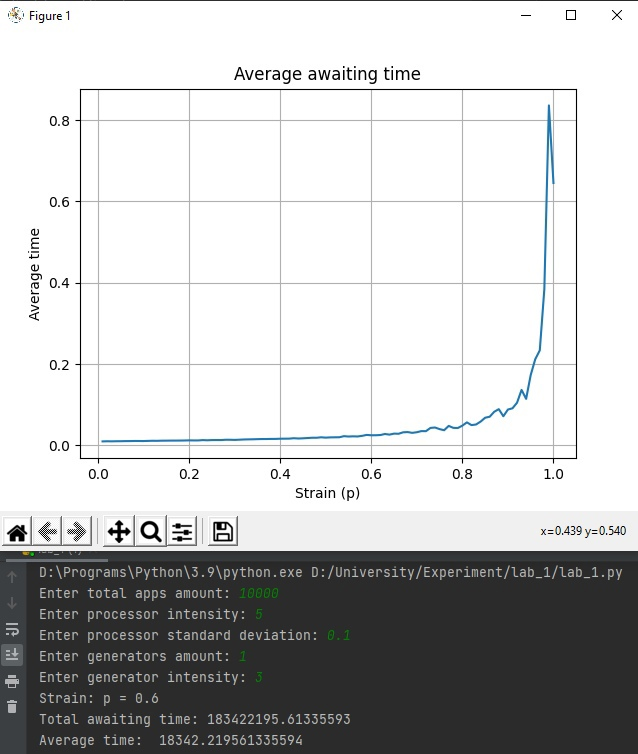 Figure 1
Average awaiting time
0.8
0.6
0.4
0.2
0.0
Average time
0.0 0.2 0.4 0.6 0.8 1.0
Strain (p)
x=0.439 y=0.540
D:\Programs\Python\3.9\python.exe D:/University/Experiment/lab_1/lab_1.py
Enter total apps amount: 10000
Enter processor intensity: 5
Enter processor standard deviation: 0.1
Enter generators amount: 1
Enter generator intensity: 3
Strain: p = 0.6
Total awaiting time: 183422195.61335593
Average time:  18342.219561335594